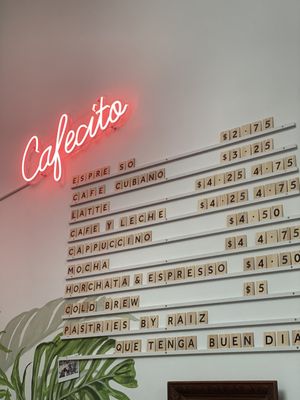 Cafecito
ESPRE SO $2·75
CAFE CUBANO $3·25
LATTE $4·25 4·75
CAFE Y LECHE $4·25 4·75
CAPPUCCINO $4·50
MOCHA $4 4·75
HORCHATA & ESPRESSO $4·50
COLD BREW $5
PASTRIES BY RAIZ
QUE TENGA BUEN DIA